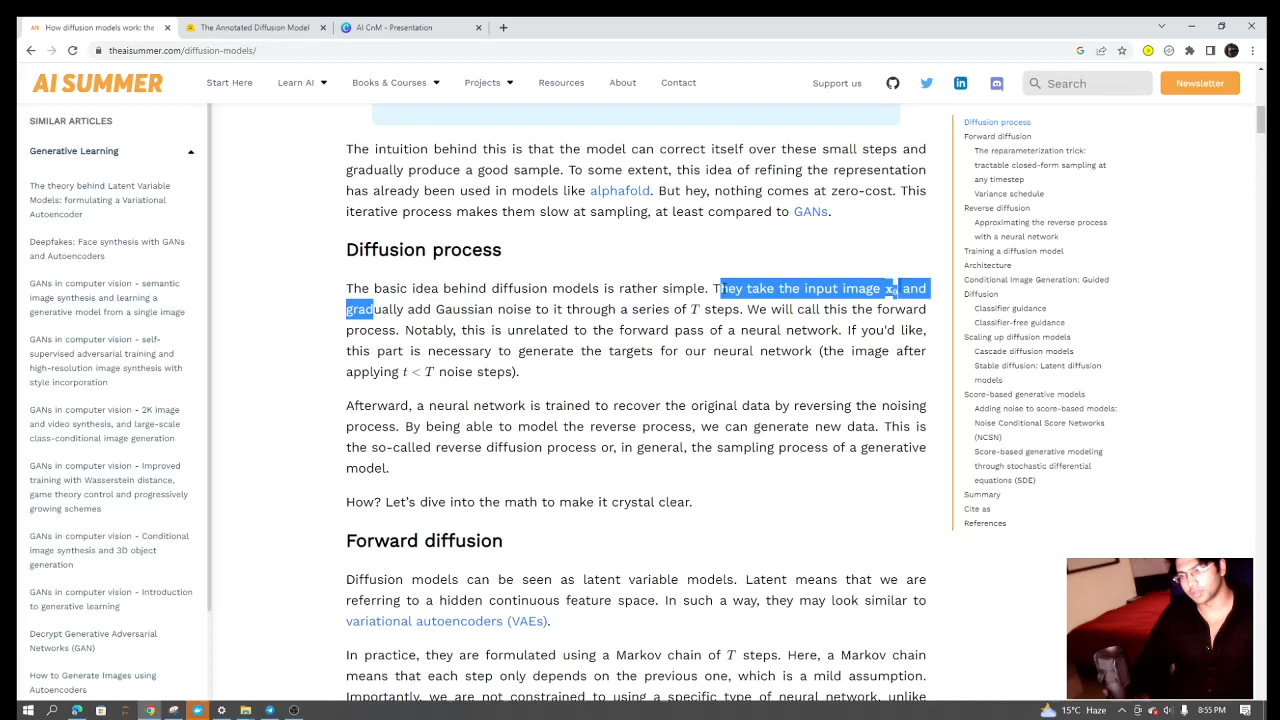 How diffusion models work: the
The Annotated Diffusion Model
AI CnM - Presentation
theaisummer.com/diffusion-models/
AI SUMMER
Start Here
Learn AI
Books & Courses
Projects
Resources
About
Contact
Support us
Search
Newsletter
SIMILAR ARTICLES
Generative Learning
The theory behind Latent Variable
Models: formulating a Variational
Autoencoder
Deepfakes: Face synthesis with GANs
and Autoencoders
GANs in computer vision - semantic
image synthesis and learning a
generative model from a single image
GANs in computer vision - self-
supervised adversarial training and
high-resolution image synthesis with
style incorporation
GANs in computer vision - 2K image
and video synthesis, and large-scale
class-conditional image generation
GANs in computer vision - Improved
training with Wasserstein distance,
game theory control and progressively
growing schemes
GANs in computer vision - Conditional
image synthesis and 3D object
generation
GANs in computer vision - Introduction
to generative learning
Decrypt Generative Adversarial
Networks (GAN)
How to Generate Images using
Autoencoders
The intuition behind this is that the model can correct itself over these small steps and
gradually produce a good sample. To some extent, this idea of refining the representation
has already been used in models like alphafold. But hey, nothing comes at zero-cost. This
iterative process makes them slow at sampling, at least compared to GANs.
Diffusion process
The basic idea behind diffusion models is rather simple. They take the input image x₀ and
gradually add Gaussian noise to it through a series of T steps. We will call this the forward
process. Notably, this is unrelated to the forward pass of a neural network. If you'd like,
this part is necessary to generate the targets for our neural network (the image after
applying t < T noise steps).
Afterward, a neural network is trained to recover the original data by reversing the noising
process. By being able to model the reverse process, we can generate new data. This is
the so-called reverse diffusion process or, in general, the sampling process of a generative
model.
How? Let's dive into the math to make it crystal clear.
Forward diffusion
Diffusion models can be seen as latent variable models. Latent means that we are
referring to a hidden continuous feature space. In such a way, they may look similar to
variational autoencoders (VAEs).
In practice, they are formulated using a Markov chain of T steps. Here, a Markov chain
means that each step only depends on the previous one, which is a mild assumption.
Importantly, we are not constrained to using a specific type of neural network, unlike
Diffusion process
Forward diffusion
The reparameterization trick:
tractable closed-form sampling at
any timestep
Variance schedule
Reverse diffusion
Approximating the reverse process
with a neural network
Training a diffusion model
Architecture
Conditional Image Generation: Guided
Diffusion
Classifier guidance
Classifier-free guidance
Scaling up diffusion models
Cascade diffusion models
Stable diffusion: Latent diffusion
models
Score-based generative models
Adding noise to score-based models:
Noise Conditional Score Networks
(NCSN)
Score-based generative modeling
through stochastic differential
equations (SDE)
Summary
Cite as
References
15°C Haze
8:55 PM